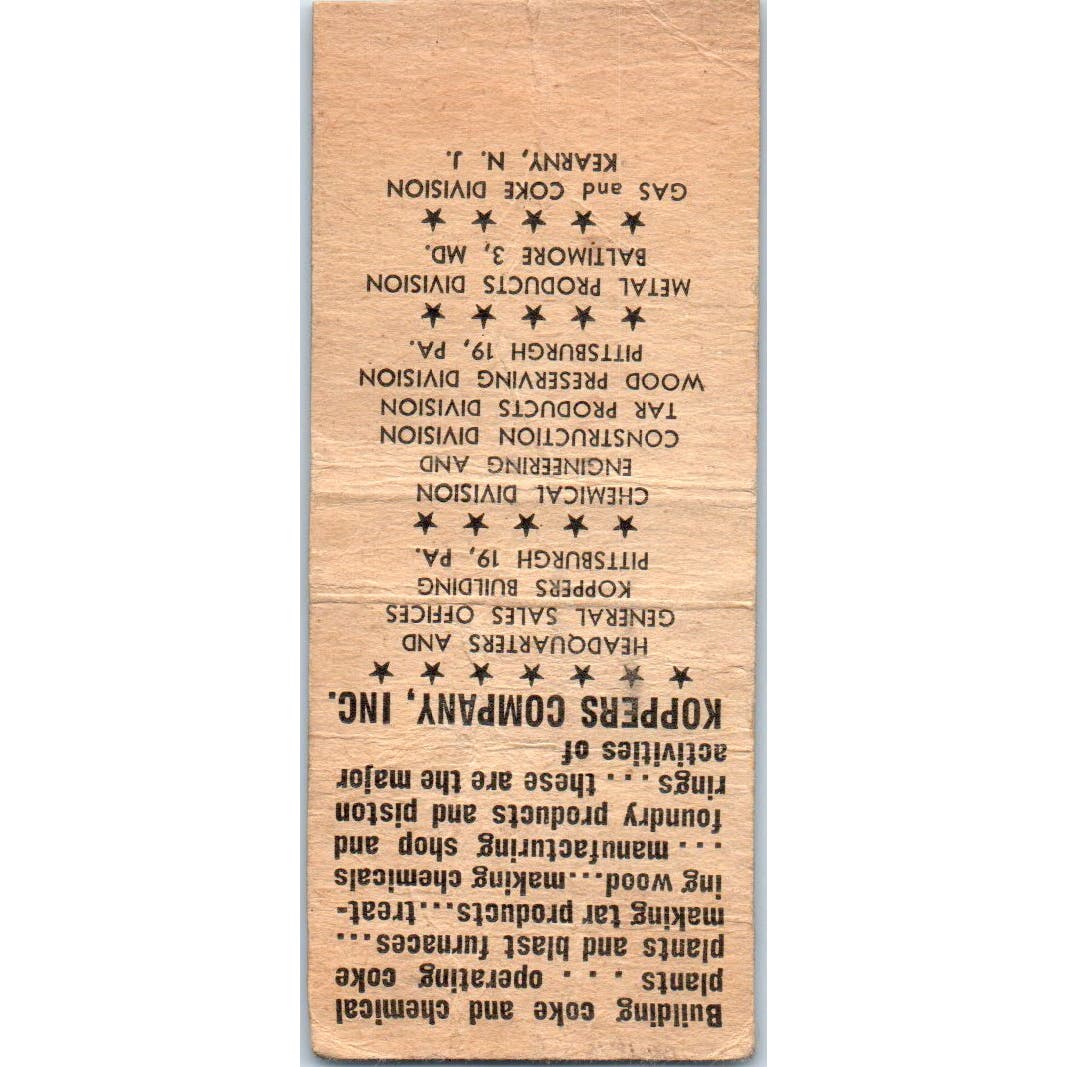 Building coke and chemical
plants .... operating coke
plants and blast furnaces...
making tar products...treat-
ing wood...making chemicals
... manufacturing shop and
foundry products and piston
rings ... these are the major
activities of
KOPPERS COMPANY, INC.
★ ★ ★ ★ ★ ★ ★
HEADQUARTERS AND
GENERAL SALES OFFICES
KOPPERS BUILDING
PITTSBURGH 19, PA.
★ ★ ★ ★ ★
CHEMICAL DIVISION
ENGINEERING AND
CONSTRUCTION DIVISION
TAR PRODUCTS DIVISION
WOOD PRESERVING DIVISION
PITTSBURGH 19, PA.
★ ★ ★ ★ ★
METAL PRODUCTS DIVISION
BALTIMORE 3, MD.
★ ★ ★ ★ ★
GAS and COKE DIVISION
KEARNY, N. J.